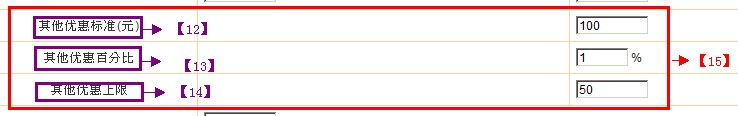 其他优惠标准(元) 【12】 100
其他优惠百分比 【13】 1 % 【15】
其他优惠上限 【14】 50